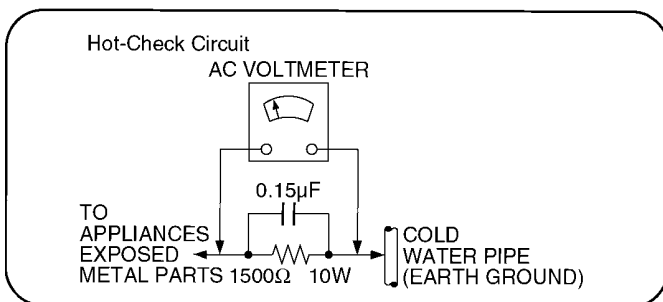 Hot-Check Circuit
AC VOLTMETER
0.15µF
TO
APPLIANCES
EXPOSED
METAL PARTS
1500Ω 10W
COLD
WATER PIPE
(EARTH GROUND)